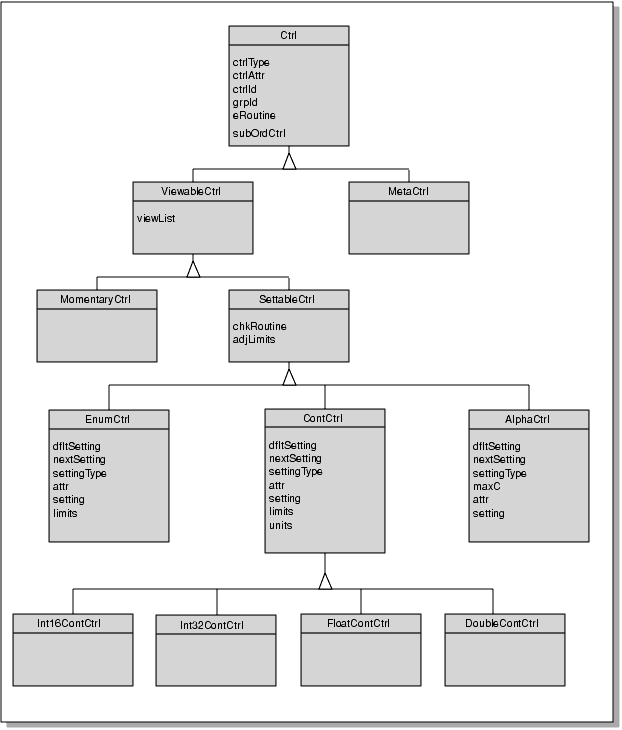 Ctrl
ctrlType
ctrlAttr
ctrlId
grpId
eRoutine
subOrdCtrl
ViewableCtrl
viewList
MetaCtrl
MomentaryCtrl
SettableCtrl
chkRoutine
adjLimits
EnumCtrl
dfltSetting
nextSetting
settingType
attr
setting
limits
ContCtrl
dfltSetting
nextSetting
settingType
attr
setting
limits
units
AlphaCtrl
dfltSetting
nextSetting
settingType
maxC
attr
setting
Int16ContCtrl
Int32ContCtrl
FloatContCtrl
DoubleContCtrl